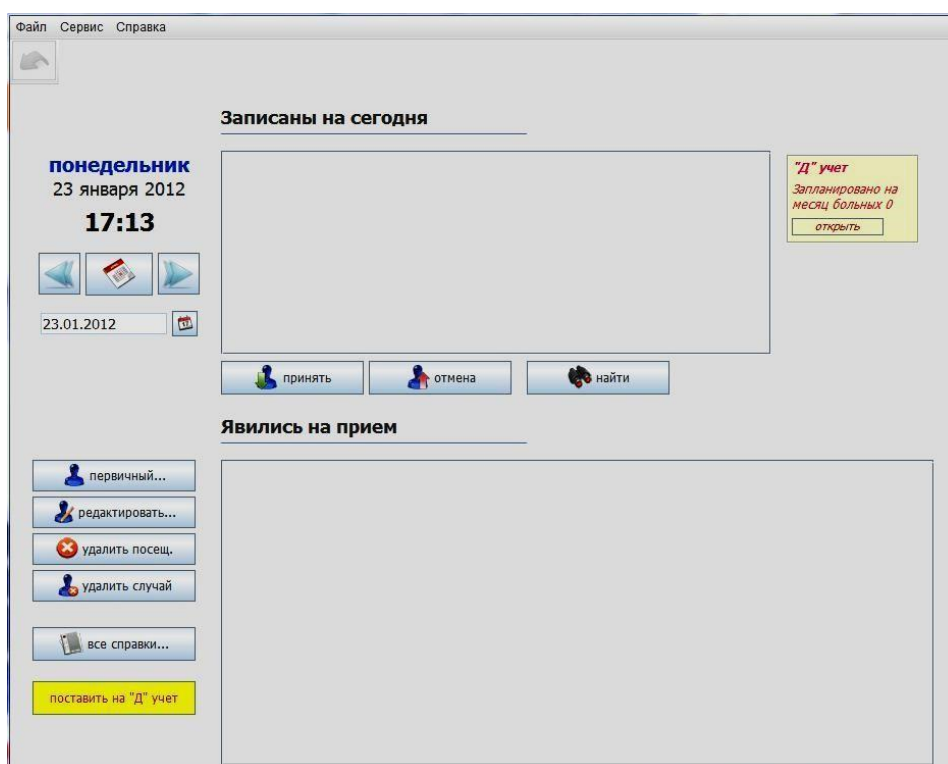 Файл Сервис Справка
Записаны на сегодня
понедельник
23 января 2012
17:13
23.01.2012
"Д" учет
Запланировано на
месяц больных 0
открыть
принять отмена найти
Явились на прием
первичный...
редактировать...
удалить посещ.
удалить случай
все справки...
поставить на "Д" учет